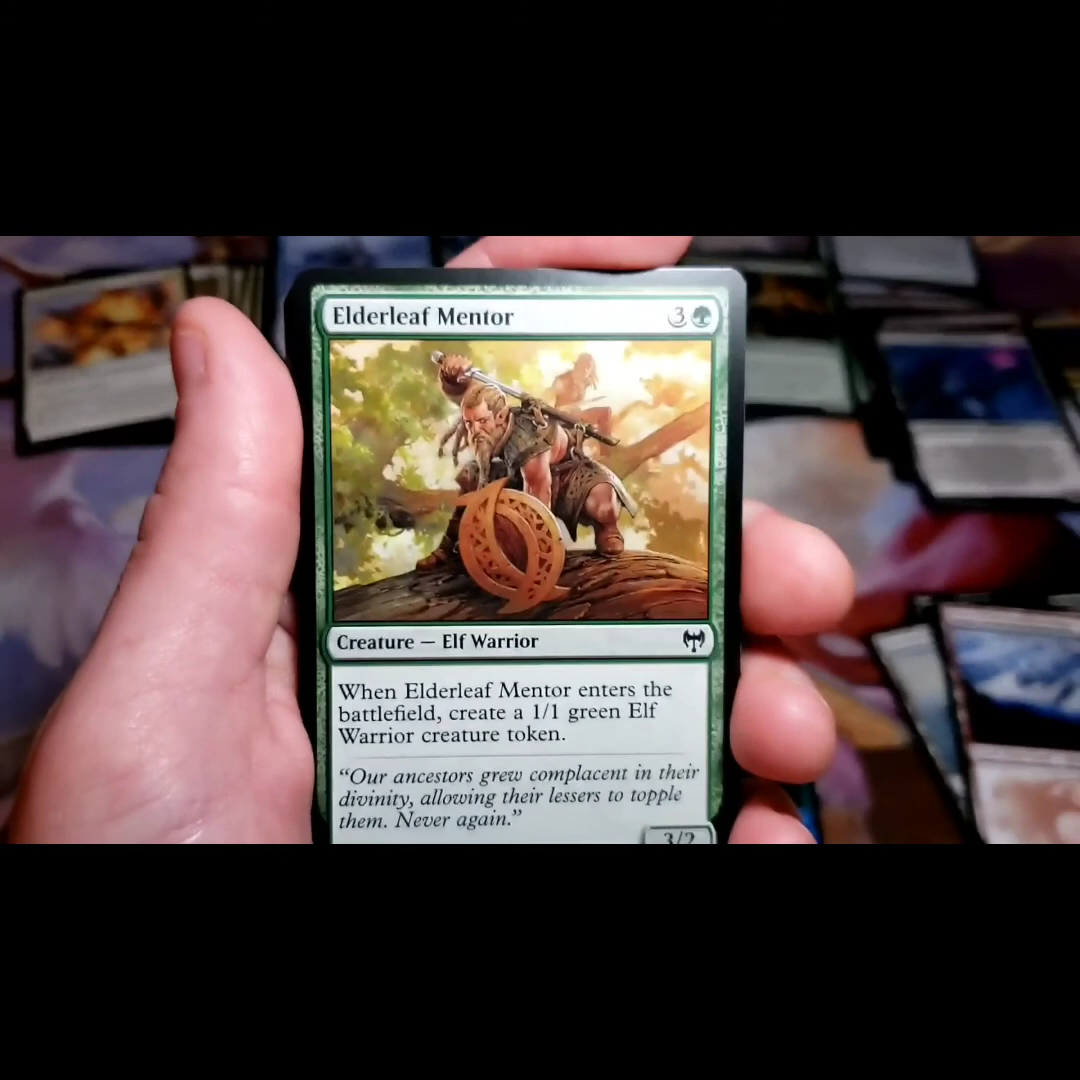 Elderleaf Mentor 3
Creature — Elf Warrior
When Elderleaf Mentor enters the
battlefield, create a 1/1 green Elf
Warrior creature token.
“Our ancestors grew complacent in their
divinity, allowing their lessers to topple
them. Never again.”
3/2